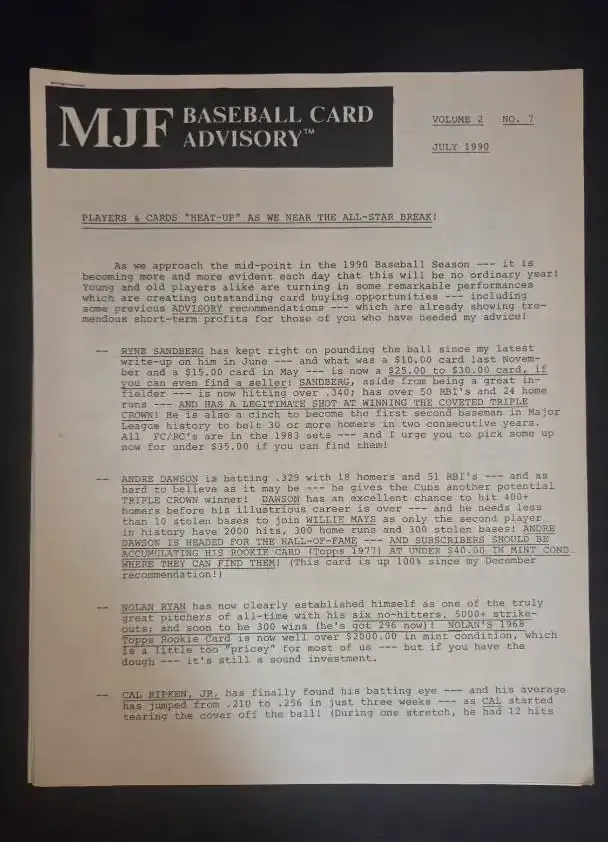 MJF BASEBALL CARD ADVISORY™
VOLUME 2 NO. 7
JULY 1990
PLAYERS & CARDS "HEAT-UP" AS WE NEAR THE ALL-STAR BREAK!
As we approach the mid-point in the 1990 Baseball Season --- it is
becoming more and more evident each day that this will be no ordinary year!
Young and old players alike are turning in some remarkable performances
which are creating outstanding card buying opportunities --- including
some previous ADVISORY recommendations --- which are already showing tre-
mendous short-term profits for those of you who have heeded my advice!
-- RYNE SANDBERG has kept right on pounding the ball since my latest
write-up on him in June --- and what was a $10.00 card last Novem-
ber and a $15.00 card in May --- is now a $25.00 to $30.00 card, if
you can even find a seller! SANDBERG, aside from being a great in-
fielder --- is now hitting over .340; has over 50 RBI's and 24 home
runs --- AND HAS A LEGITIMATE SHOT AT WINNING THE COVETED TRIPLE
CROWN! He is also a cinch to become the first second baseman in Major
League history to belt 30 or more homers in two consecutive years.
All FC/RC's are in the 1983 sets --- and I urge you to pick some up
now for under $35.00 if you can find them!
-- ANDRE DAWSON is batting .329 with 18 homers and 51 RBI's --- and as
hard to believe as it may be --- he gives the Cubs another potential
TRIPLE CROWN winner! DAWSON has an excellent chance to hit 400+
homers before his illustrious career is over --- and he needs less
than 10 stolen bases to join WILLIE MAYS as only the second player
in history have 2000 hits, 300 home runs and 300 stolen bases! ANDRE
DAWSON IS HEADED FOR THE HALL-OF-FAME --- AND SUBSCRIBERS SHOULD BE
ACCUMULATING HIS ROOKIE CARD (Topps 1977) AT UNDER $40.00 IN MINT COND.
WHERE THEY CAN FIND THEM! (This card is up 100% since my December
recommendation!)
-- NOLAN RYAN has now clearly established himself as one of the truly
great pitchers of all-time with his six no-hitters, 5000+ strike-
outs; and soon to be 300 wins (he's got 296 now)! NOLAN'S 1968
Topps Rookie Card is now well over $2000.00 in mint condition, which
is a little too "pricey" for most of us --- but if you have the
dough --- it's still a sound investment.
-- CAL RIPKEN, JR. has finally found his batting eye --- and his average
has jumped from .210 to .256 in just three weeks --- as CAL started
tearing the cover off the ball! (During one stretch, he had 12 hits